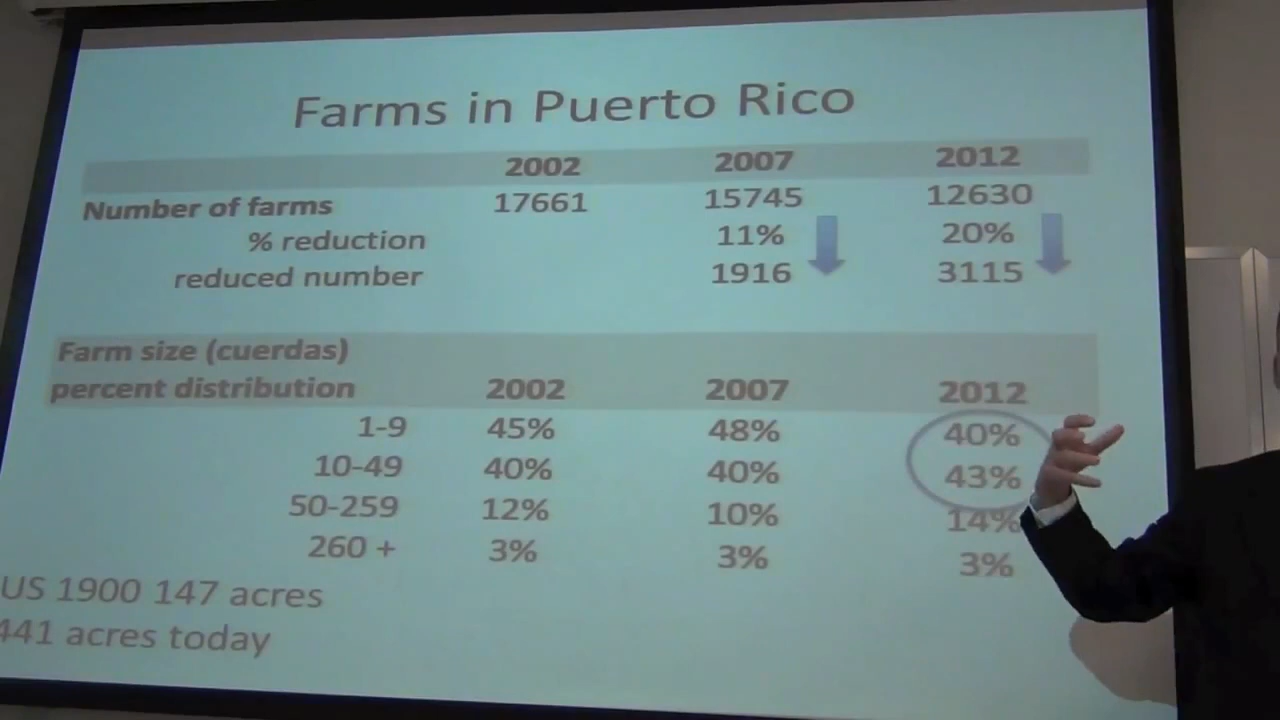 Farms in Puerto Rico
2002 2007 2012
Number of farms 17661 15745 12630
% reduction 11% 20%
reduced number 1916 3115
Farm size (cuerdas)
percent distribution 2002 2007 2012
1-9 45% 48% 40%
10-49 40% 40% 43%
50-259 12% 10% 14%
260 + 3% 3% 3%
US 1900 147 acres
441 acres today